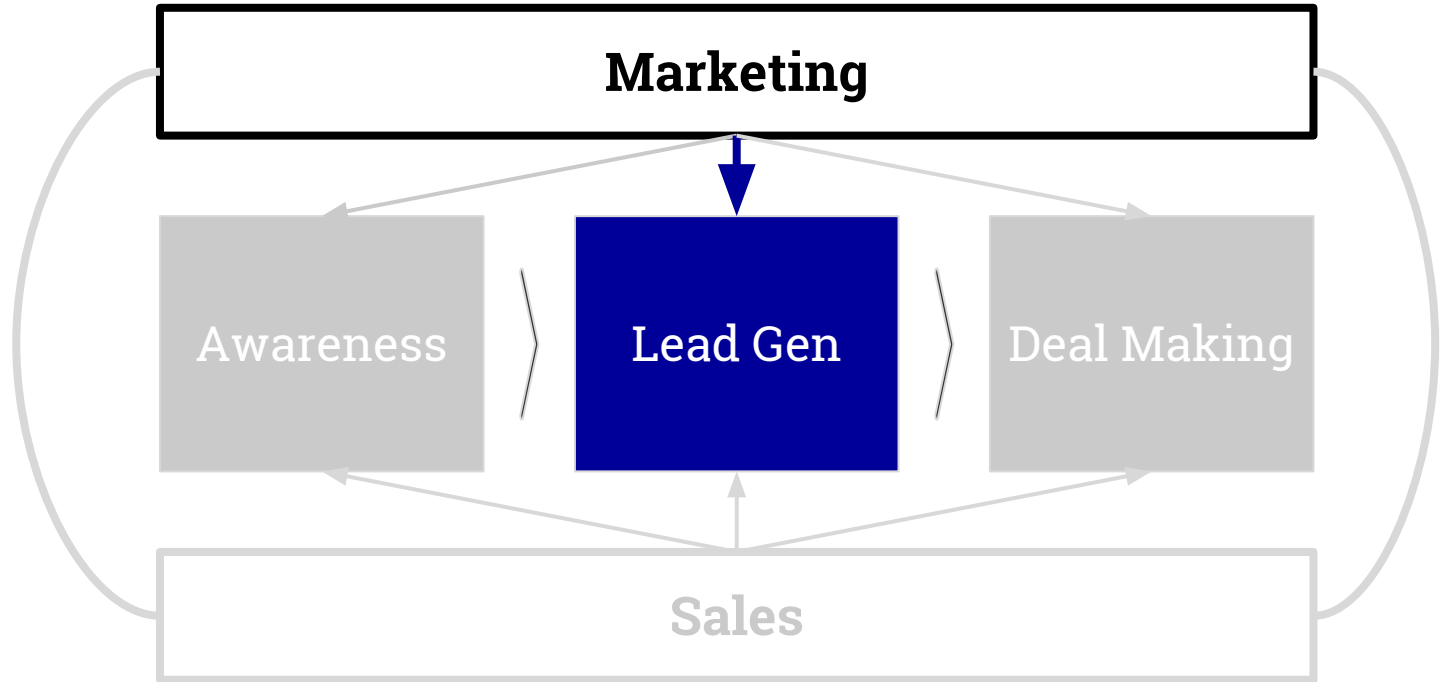 Marketing
Awareness
Lead Gen
Deal Making
Sales